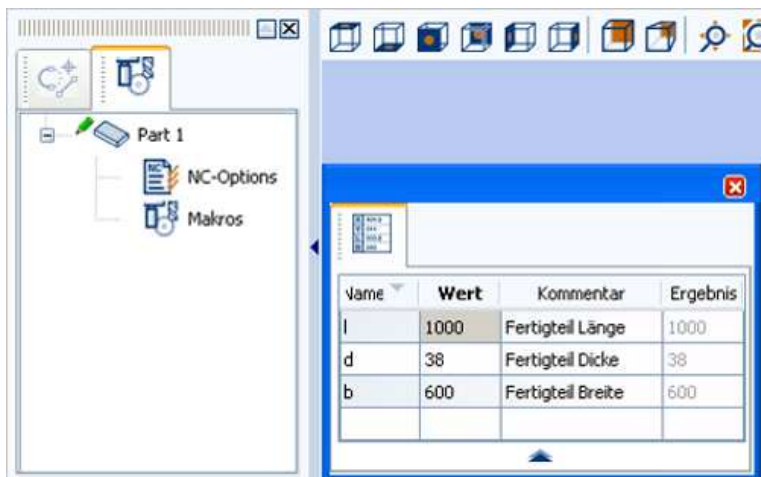 Part 1
NC-Options
Makros
Name Wert Kommentar Ergebnis
l 1000 Fertigteil Länge 1000
d 38 Fertigteil Dicke 38
b 600 Fertigteil Breite 600